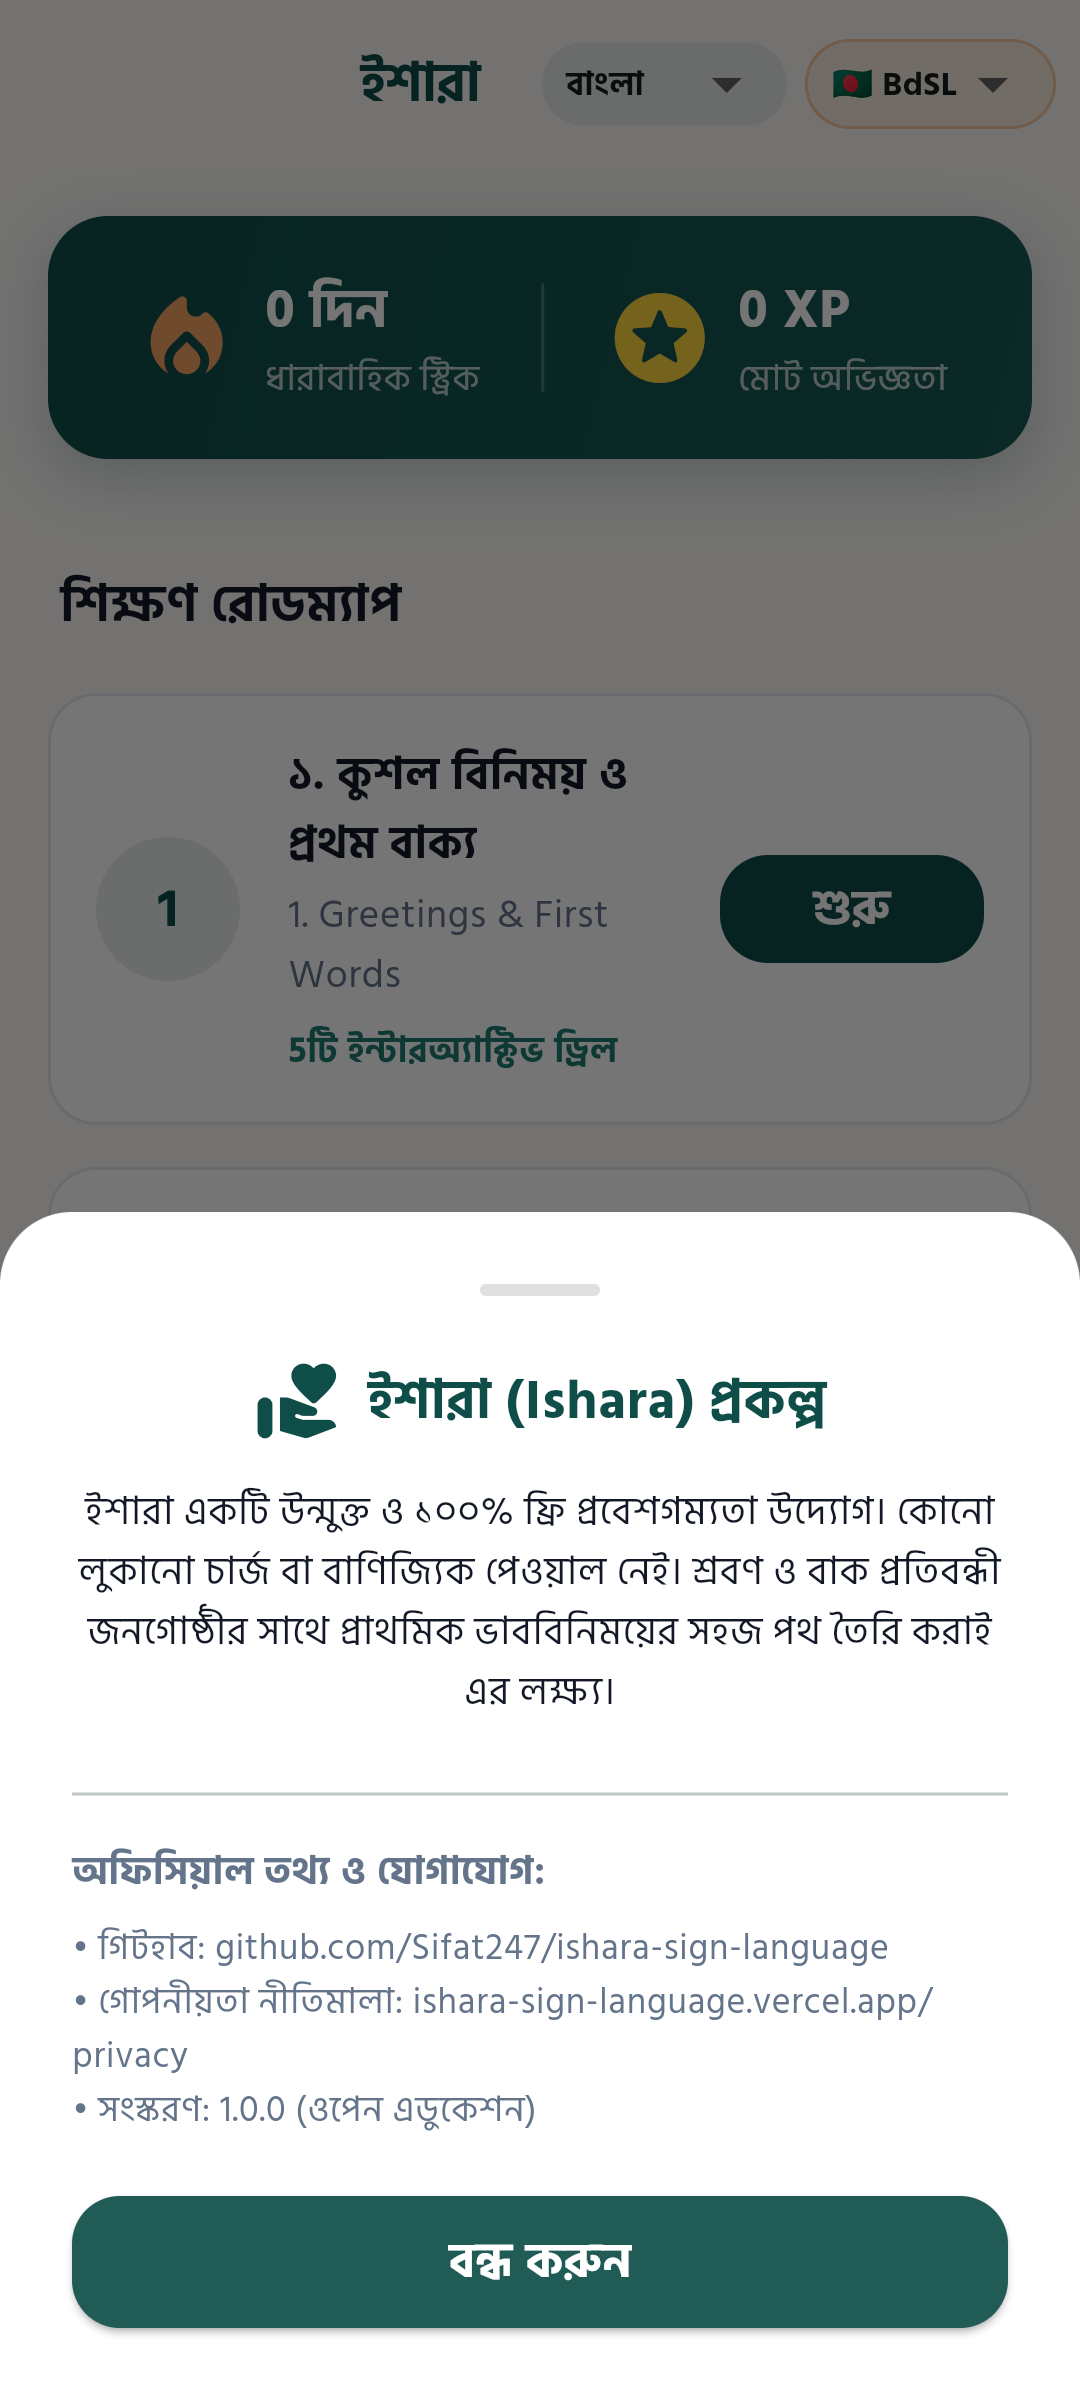 ইশারা
বাংলা
BdSL
0 দিন
ধারাবাহিক স্ট্রিক
0 XP
মোট অভিজ্ঞতা
শিক্ষণ রোডম্যাপ
1
১. কুশল বিনিময় ও
প্রথম বাক্য
1. Greetings & First
Words
5টি ইন্টারঅ্যাক্টিভ ড্রিল
শুরু
ইশারা (Ishara) প্রকল্প
ইশারা একটি উন্মুক্ত ও ১০০% ফ্রি প্রবেশগম্যতা উদ্যোগ। কোনো
লুকানো চার্জ বা বাণিজ্যিক পেওয়াল নেই। শ্রবণ ও বাক প্রতিবন্ধী
জনগোষ্ঠীর সাথে প্রাথমিক ভাববিনিময়ের সহজ পথ তৈরি করাই
এর লক্ষ্য।
অফিসিয়াল তথ্য ও যোগাযোগ:
• গিটহাব: github.com/Sifat247/ishara-sign-language
• গোপনীয়তা নীতিমালা: ishara-sign-language.vercel.app/
privacy
• সংস্করণ: 1.0.0 (ওপেন এডুকেশন)
বন্ধ করুন